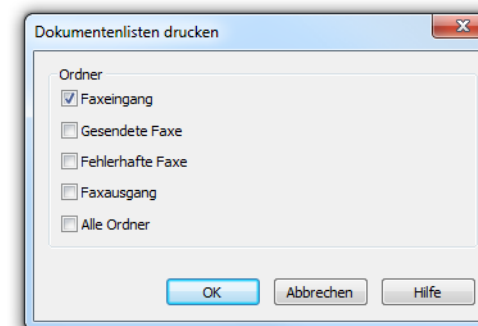 Dokumentenlisten drucken
Ordner
Faxeingang
Gesendete Faxe
Fehlerhafte Faxe
Faxausgang
Alle Ordner
OK Abbrechen Hilfe